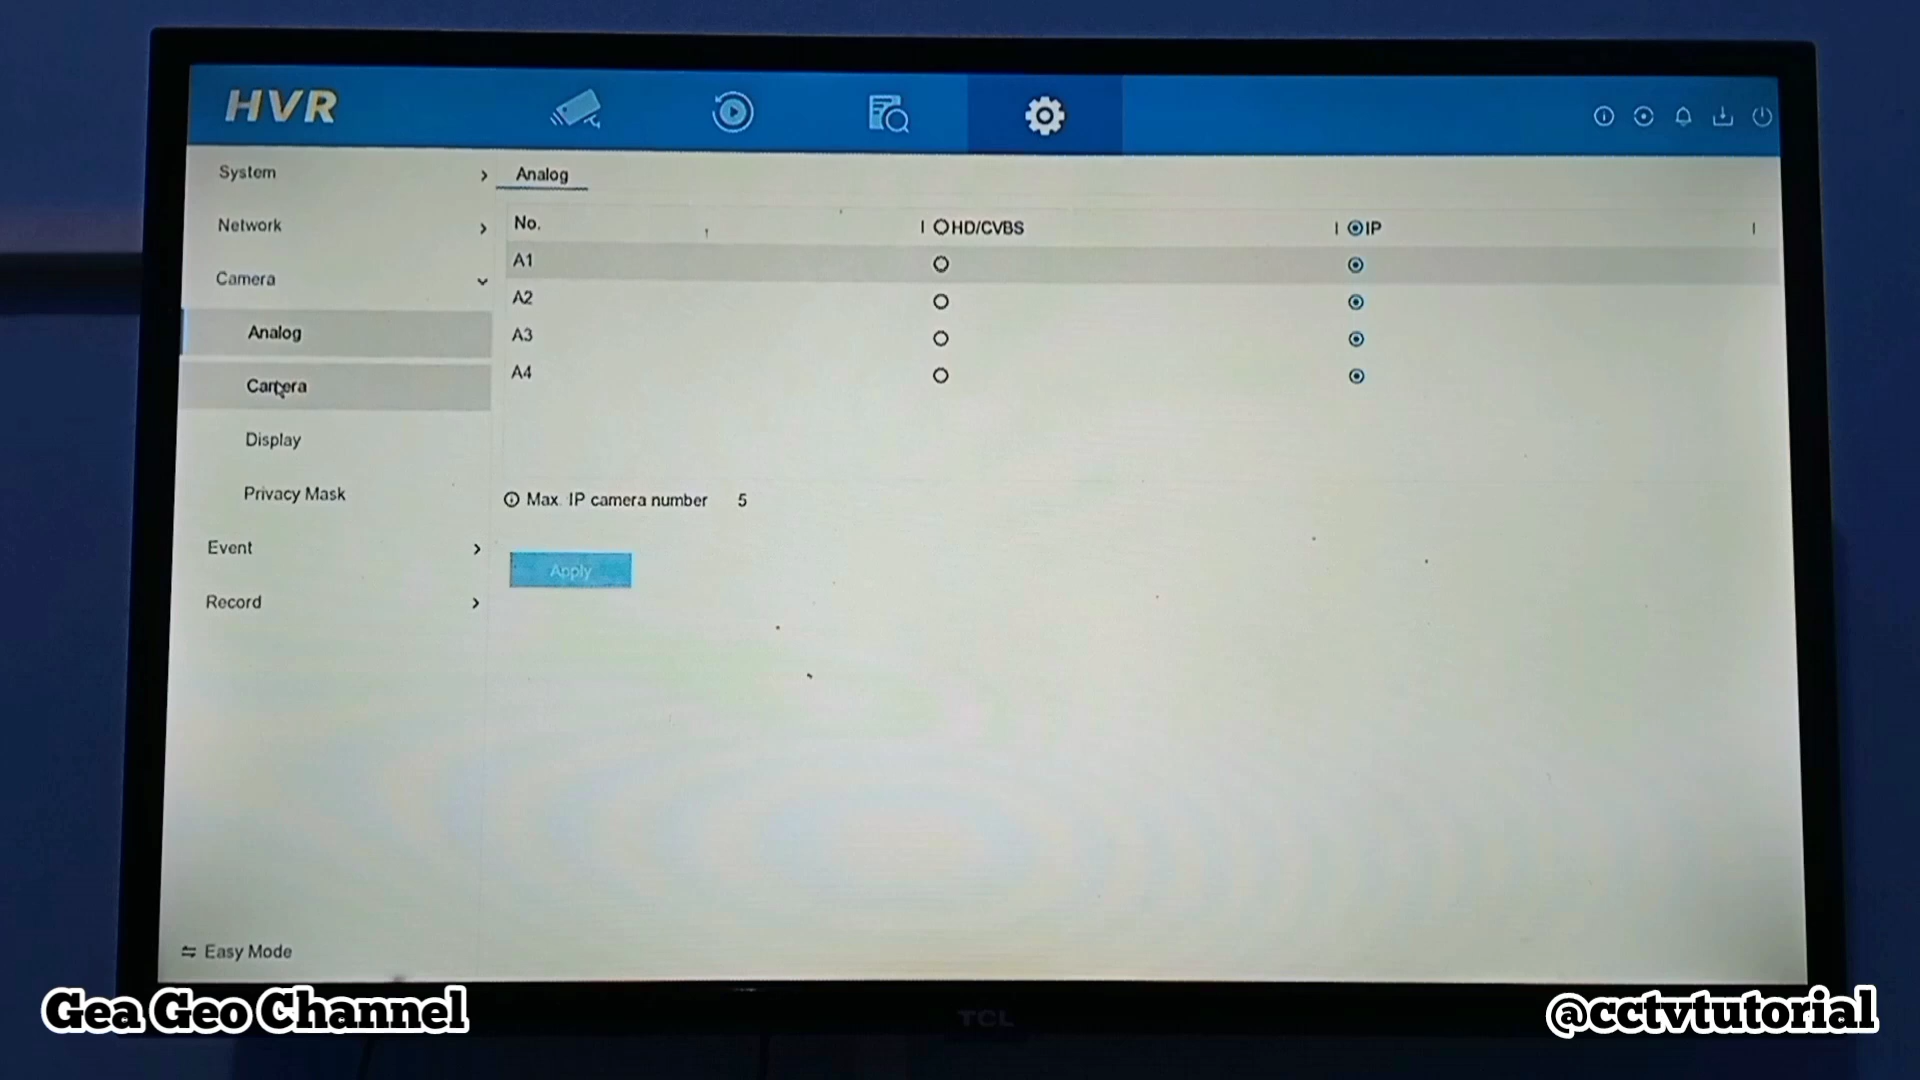 HVR
System
Network
Camera
Analog
Camera
Display
Privacy Mask
Event
Record
Easy Mode
Analog
No. HD/CVBS IP
A1
A2
A3
A4
Max. IP camera number 5
Apply
TCL
Gea Geo Channel
@cctvtutorial